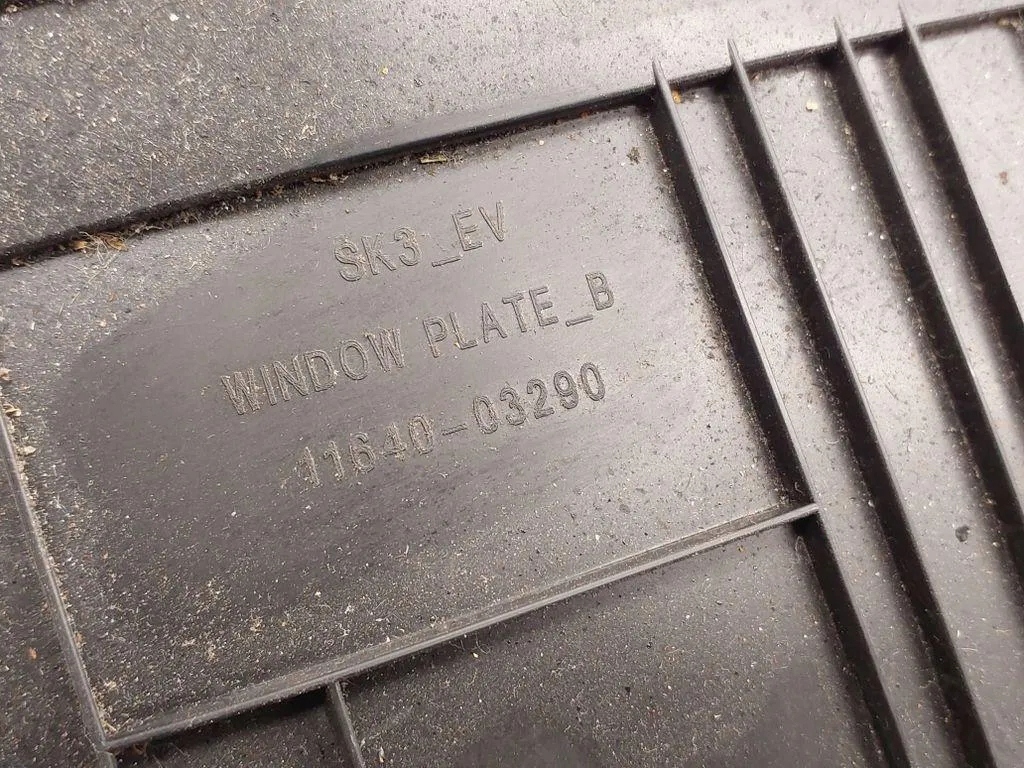 SK3_EV
WINDOW PLATE_B
11640-03290